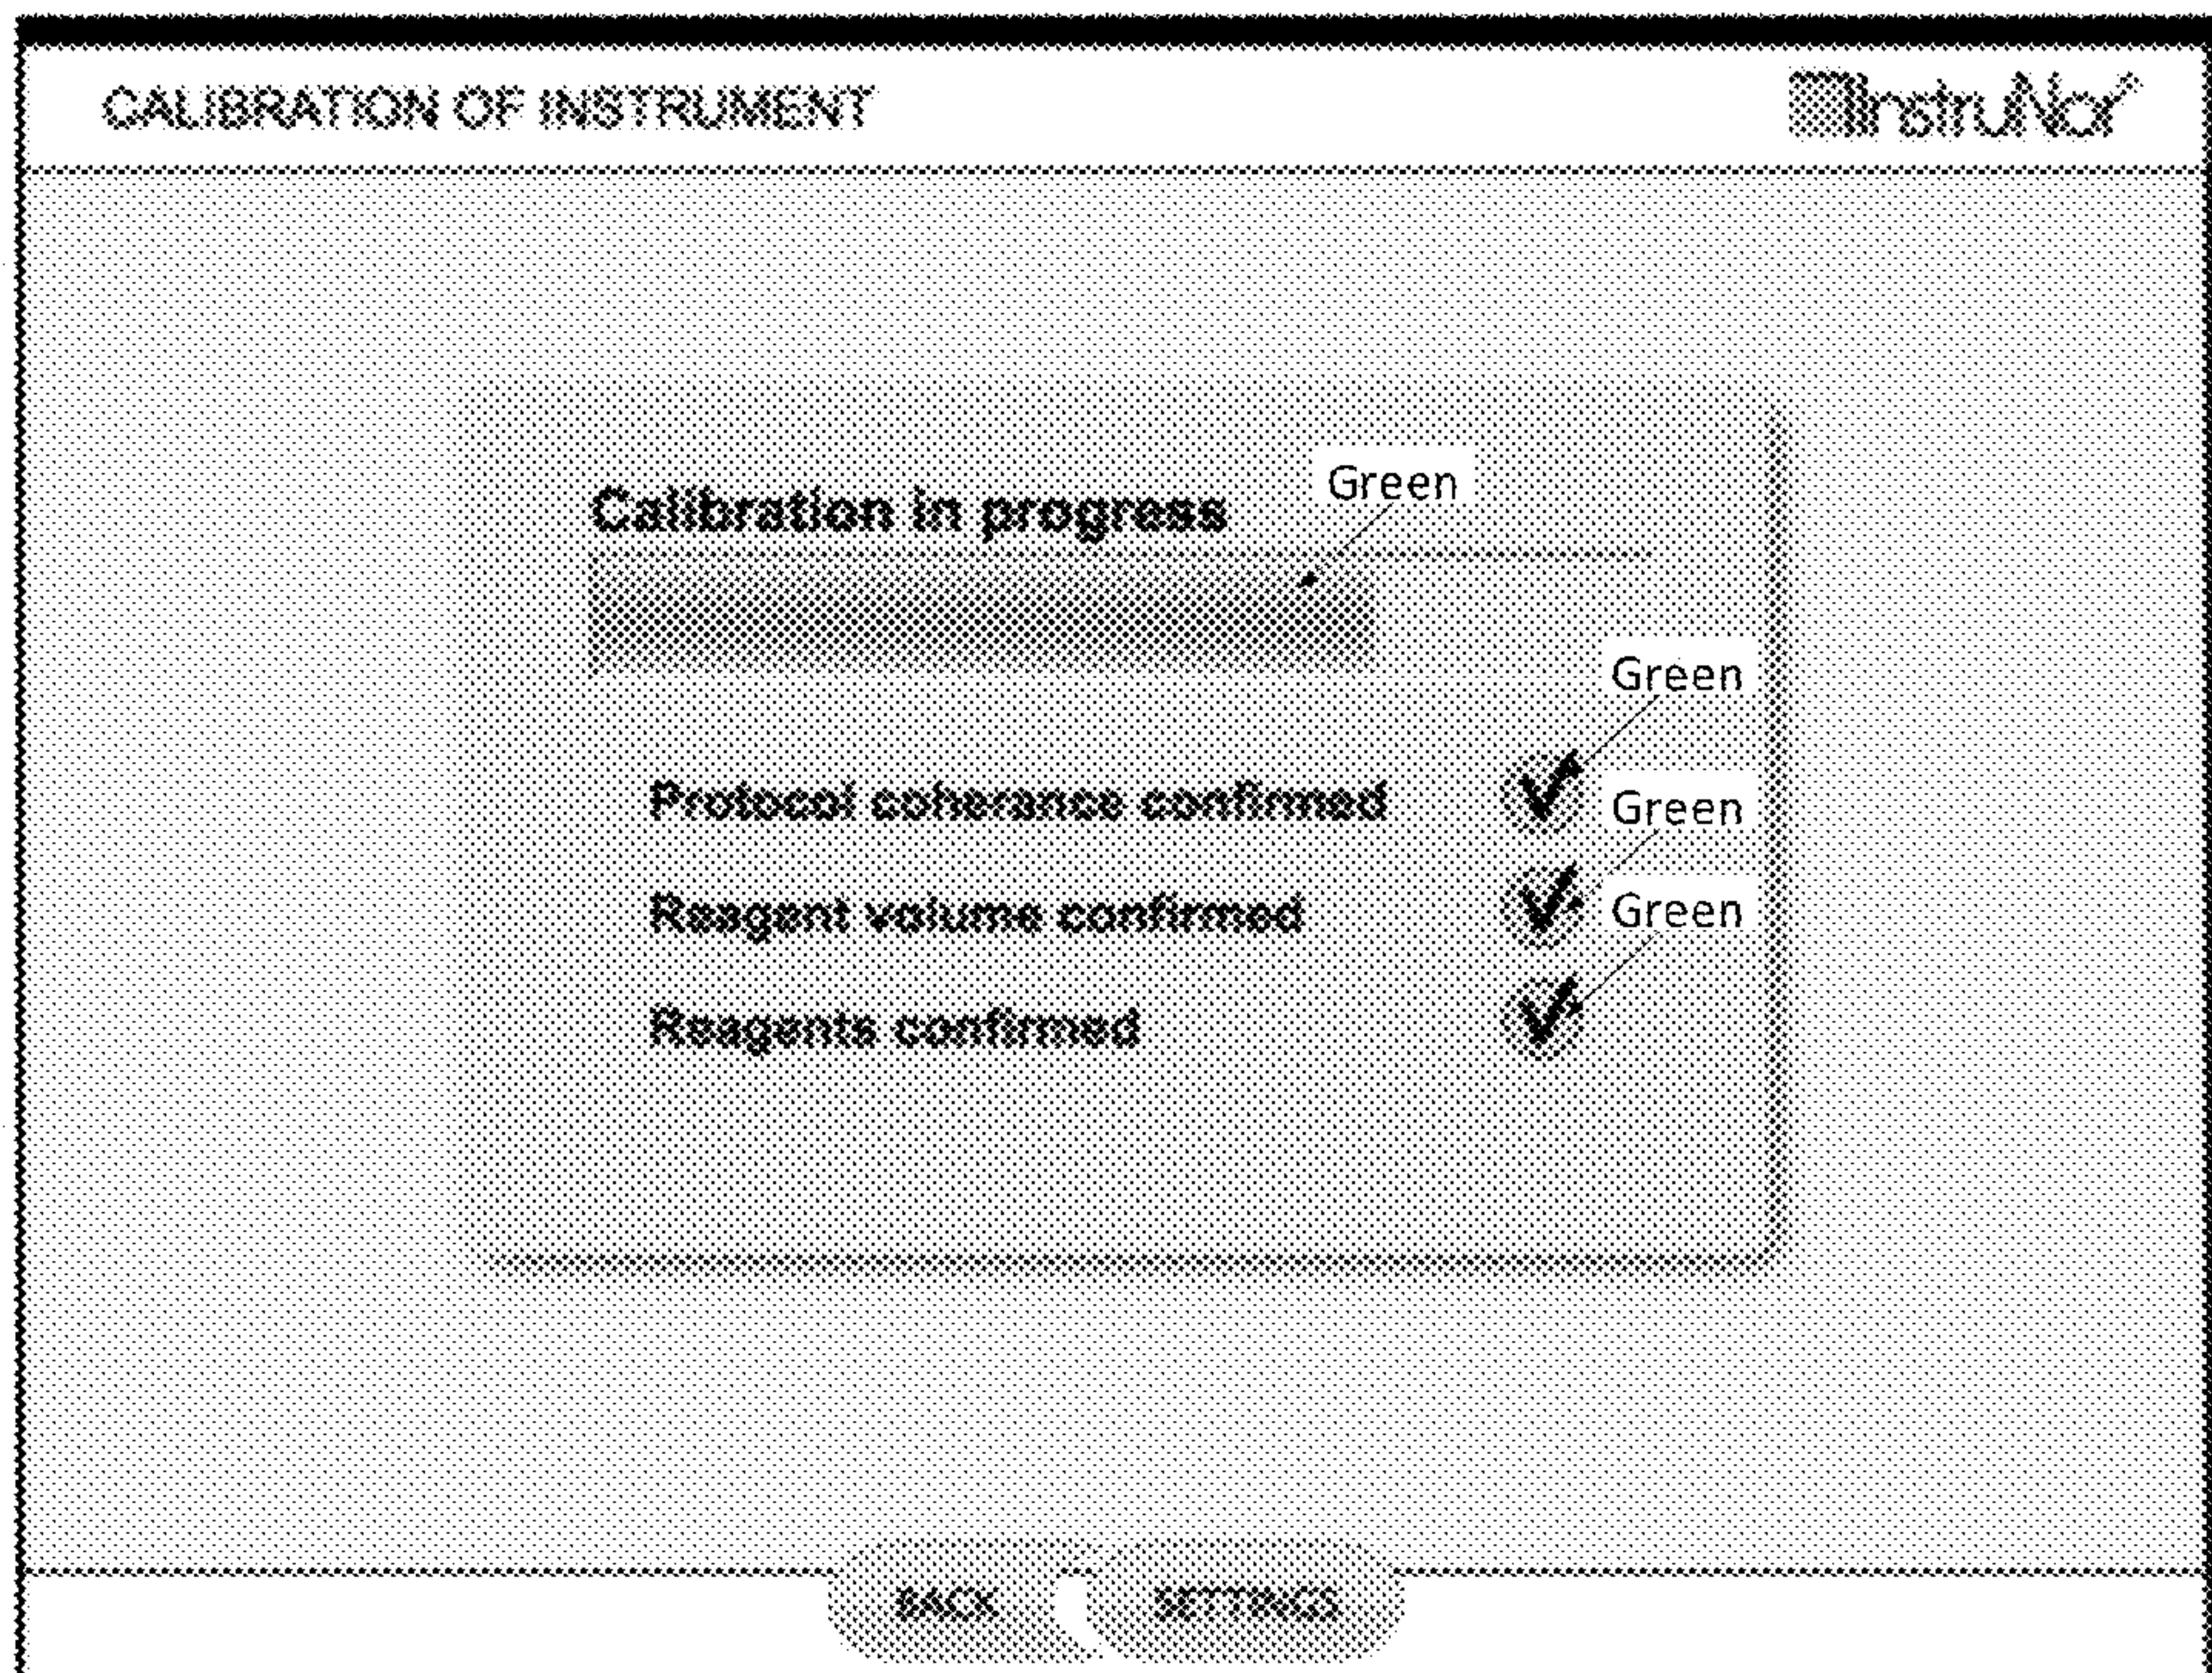 CALIBRATION OF INSTRUMENT
InstruNor
Calibration in progress
Green
Green
Protocol coherance confirmed
Green
Reagent volume confirmed
Green
Reagents confirmed
BACK
SETTINGS